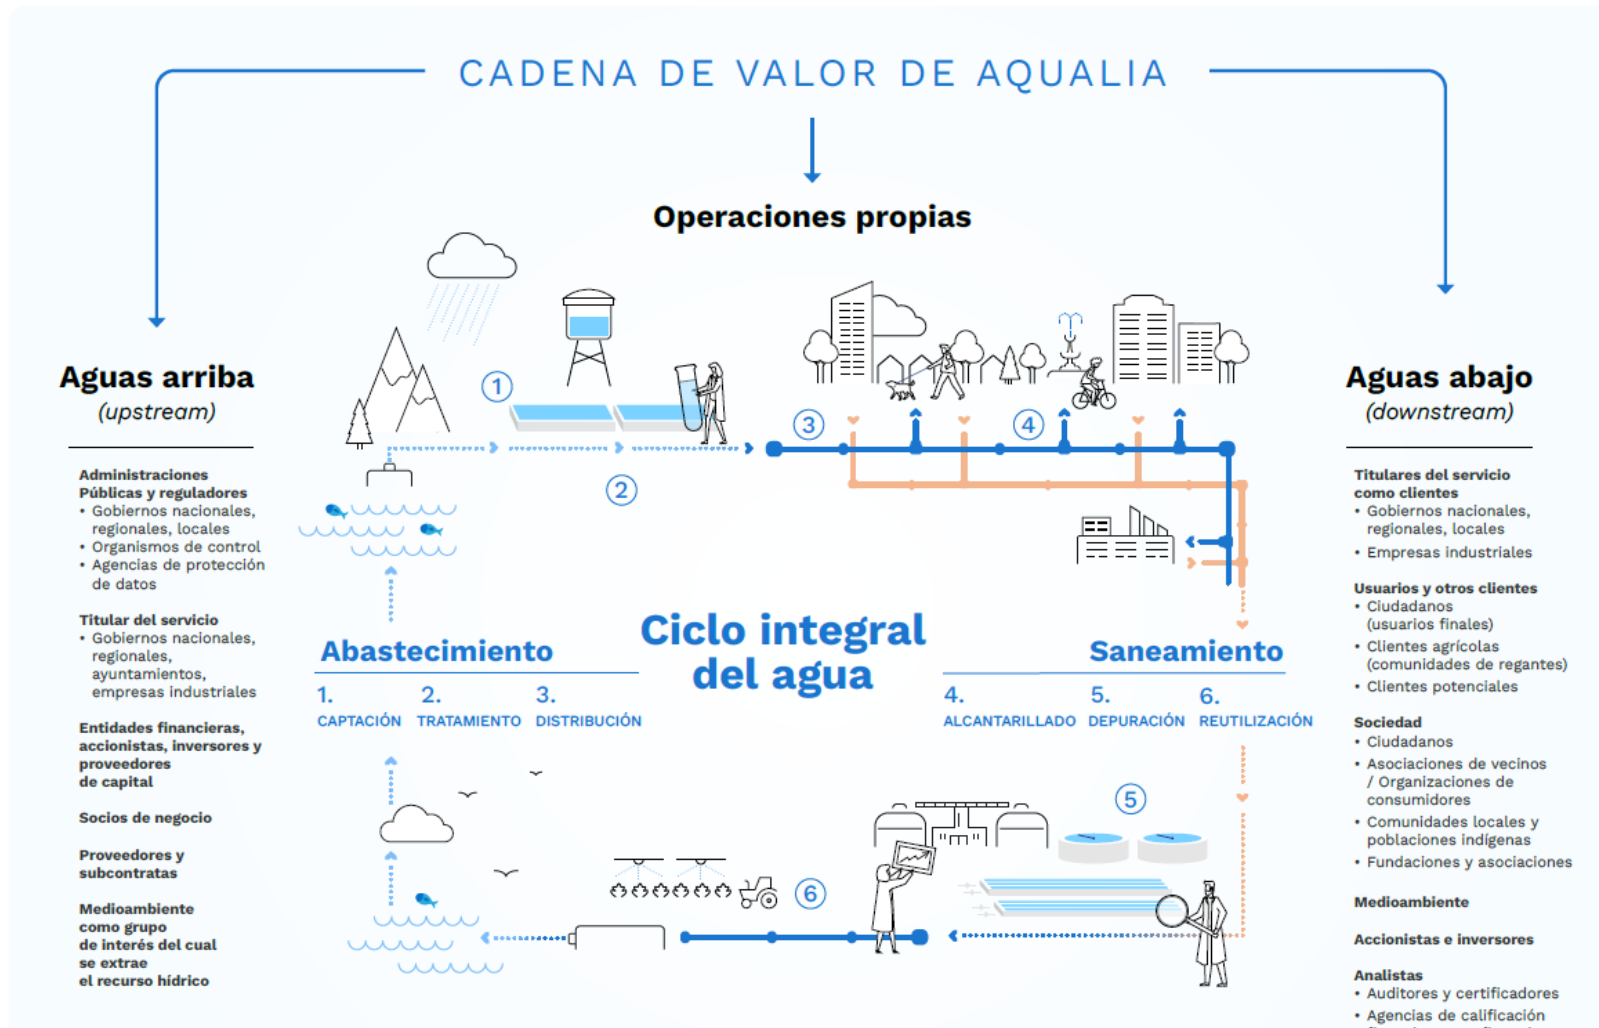 CADENA DE VALOR DE AQUALIA
Operaciones propias
Aguas arriba
(upstream)
Administraciones
Públicas y reguladores
• Gobiernos nacionales,
regionales, locales
• Organismos de control
• Agencias de protección
de datos
Titular del servicio
• Gobiernos nacionales,
regionales,
ayuntamientos,
empresas industriales
Entidades financieras,
accionistas, inversores y
proveedores
de capital
Socios de negocio
Proveedores y
subcontratas
Medioambiente
como grupo
de interés del cual
se extrae
el recurso hídrico
1
2
3
4
Ciclo integral
del agua
Abastecimiento
1.
CAPTACIÓN
2.
TRATAMIENTO
3.
DISTRIBUCIÓN
Saneamiento
4.
ALCANTARILLADO
5.
DEPURACIÓN
6.
REUTILIZACIÓN
5
6
Aguas abajo
(downstream)
Titulares del servicio
como clientes
• Gobiernos nacionales,
regionales, locales
• Empresas industriales
Usuarios y otros clientes
• Ciudadanos
(usuarios finales)
• Clientes agrícolas
(comunidades de regantes)
• Clientes potenciales
Sociedad
• Ciudadanos
• Asociaciones de vecinos
/ Organizaciones de
consumidores
• Comunidades locales y
poblaciones indígenas
• Fundaciones y asociaciones
Medioambiente
Accionistas e inversores
Analistas
• Auditores y certificadores
• Agencias de calificación